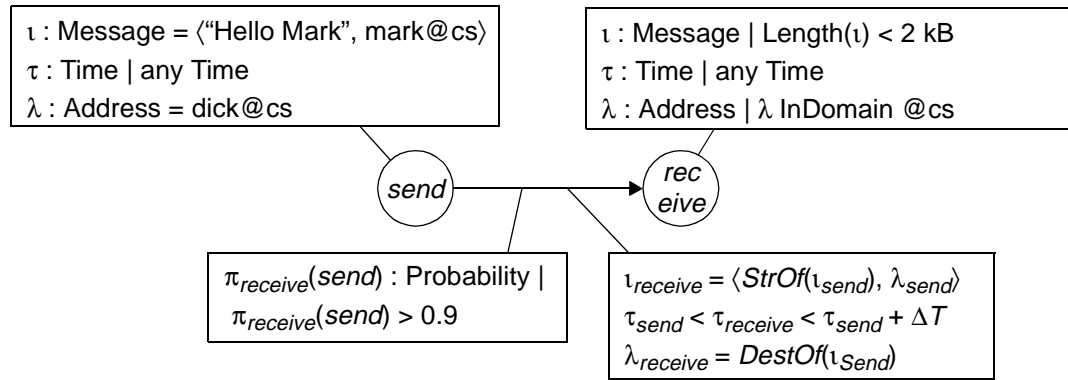 ι : Message = ⟨“Hello Mark”, mark@cs⟩
τ : Time | any Time
λ : Address = dick@cs
ι : Message | Length(ι) < 2 kB
τ : Time | any Time
λ : Address | λ InDomain @cs
send
rec
eive
π_receive(send) : Probability |
π_receive(send) > 0.9
ι_receive = ⟨StrOf(ι_send), λ_send⟩
τ_send < τ_receive < τ_send + ΔT
λ_receive = DestOf(ι_Send)